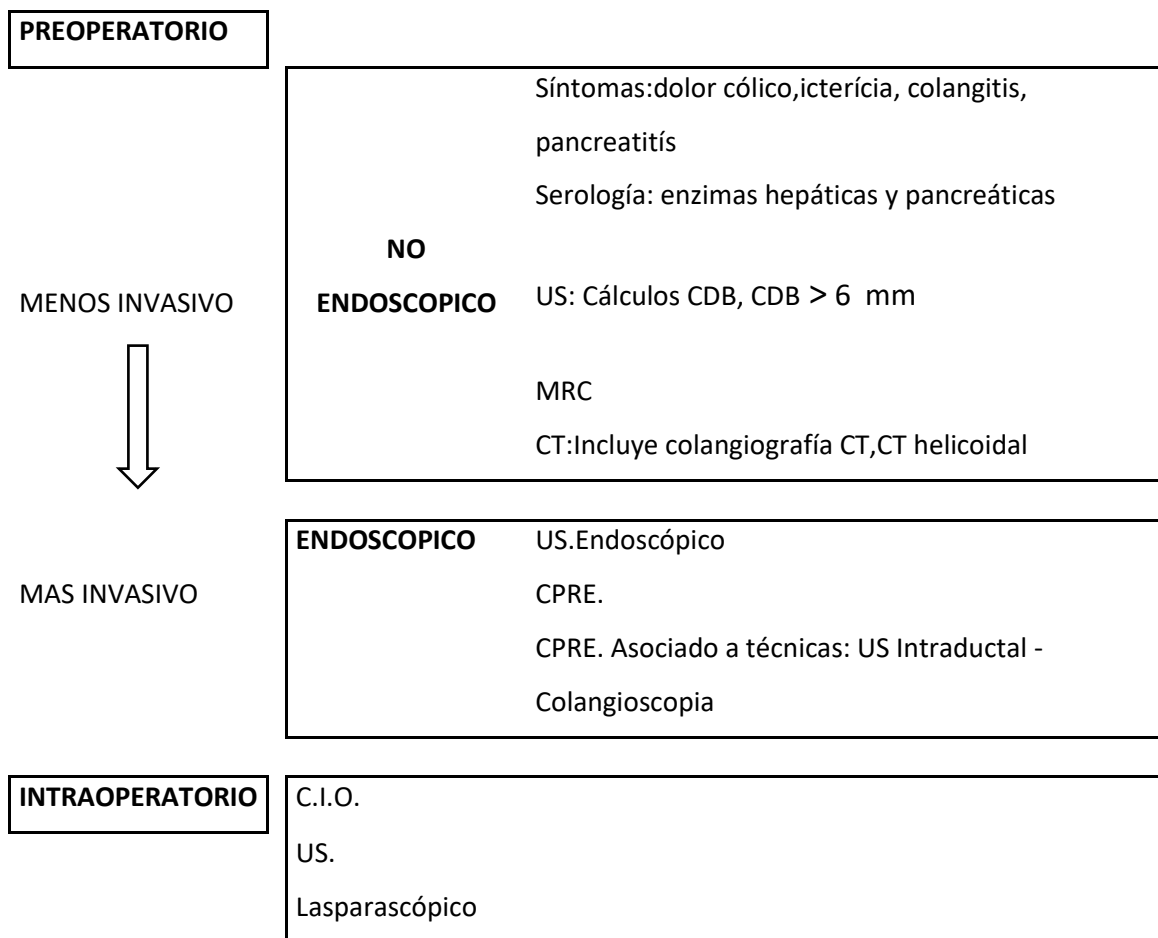 PREOPERATORIO
Síntomas:dolor cólico,icterícia, colangitis,
pancreatitís
Serología: enzimas hepáticas y pancreáticas
NO
MENOS INVASIVO
ENDOSCOPICO
US: Cálculos CDB, CDB > 6 mm
MRC
CT:Incluye colangiografía CT,CT helicoidal
ENDOSCOPICO
US.Endoscópico
MAS INVASIVO
CPRE.
CPRE. Asociado a técnicas: US Intraductal -
Colangioscopia
INTRAOPERATORIO
C.I.O.
US.
Lasparascópico